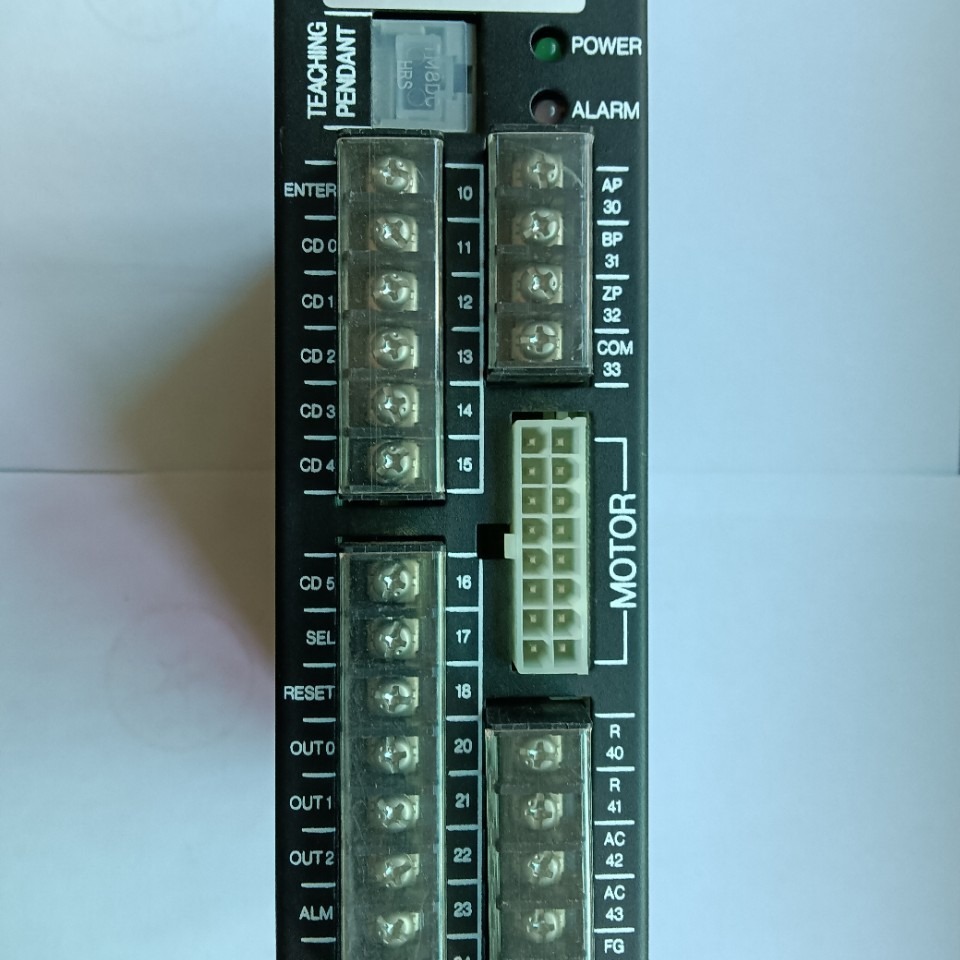 TEACHING
PENDANT
TM8DC
HRS
POWER
ALARM
ENTER 10
CD 0 11
CD 1 12
CD 2 13
CD 3 14
CD 4 15
CD 5 16
SEL 17
RESET 18
OUT 0 20
OUT 1 21
OUT 2 22
ALM 23
AP
30
BP
31
ZP
32
COM
33
MOTOR
R
40
R
41
AC
42
AC
43
FG